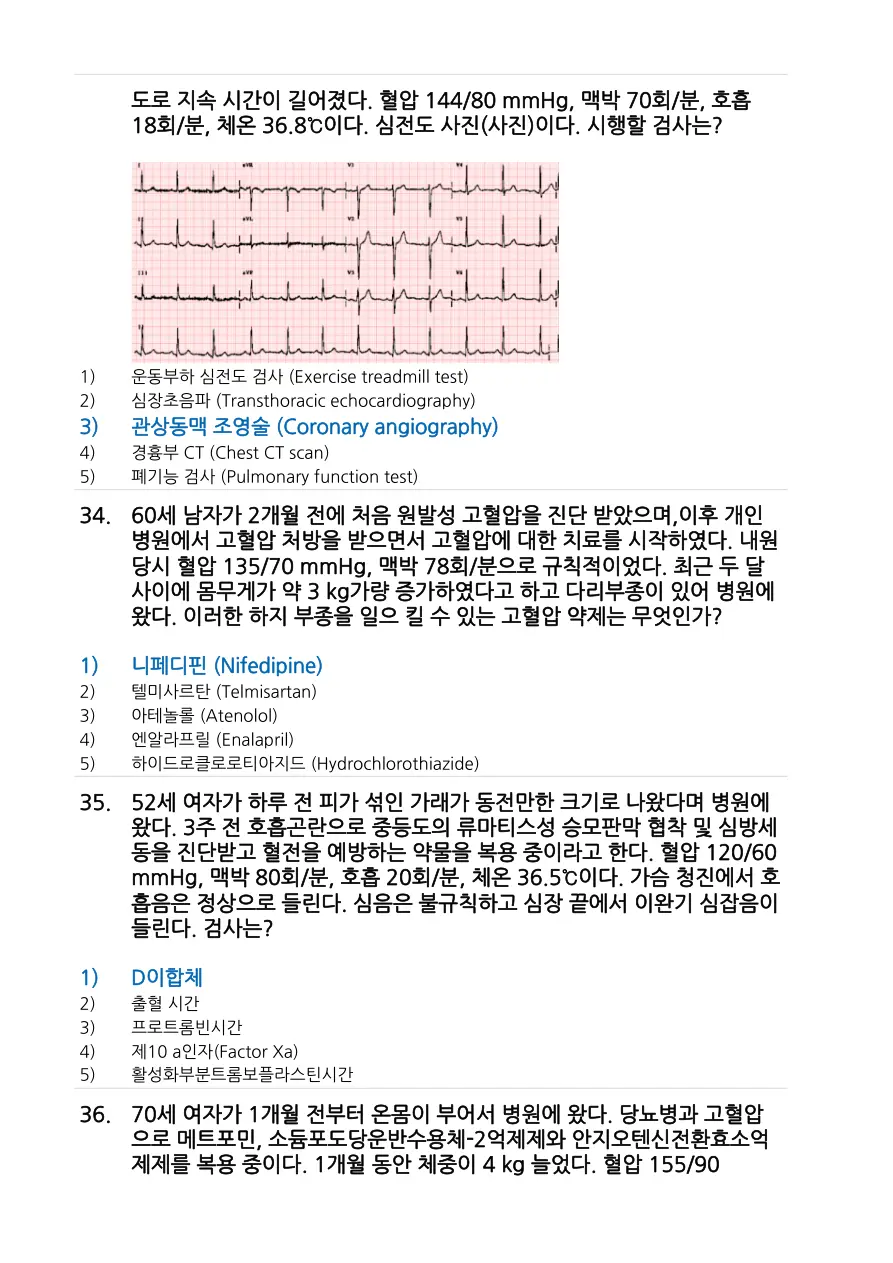 도로 지속 시간이 길어졌다. 혈압 144/80 mmHg, 맥박 70회/분, 호흡
18회/분, 체온 36.8℃이다. 심전도 사진(사진)이다. 시행할 검사는?
I aVR V1 V4
II aVL V2 V5
III aVF V3 V6
II
1) 운동부하 심전도 검사 (Exercise treadmill test)
2) 심장초음파 (Transthoracic echocardiography)
3) 관상동맥 조영술 (Coronary angiography)
4) 경흉부 CT (Chest CT scan)
5) 폐기능 검사 (Pulmonary function test)
34. 60세 남자가 2개월 전에 처음 원발성 고혈압을 진단 받았으며,이후 개인
병원에서 고혈압 처방을 받으면서 고혈압에 대한 치료를 시작하였다. 내원
당시 혈압 135/70 mmHg, 맥박 78회/분으로 규칙적이었다. 최근 두 달
사이에 몸무게가 약 3 kg가량 증가하였다고 하고 다리부종이 있어 병원에
왔다. 이러한 하지 부종을 일으 킬 수 있는 고혈압 약제는 무엇인가?
1) 니페디핀 (Nifedipine)
2) 텔미사르탄 (Telmisartan)
3) 아테놀롤 (Atenolol)
4) 엔알라프릴 (Enalapril)
5) 하이드로클로로티아지드 (Hydrochlorothiazide)
35. 52세 여자가 하루 전 피가 섞인 가래가 동전만한 크기로 나왔다며 병원에
왔다. 3주 전 호흡곤란으로 중등도의 류마티스성 승모판막 협착 및 심방세
동을 진단받고 혈전을 예방하는 약물을 복용 중이라고 한다. 혈압 120/60
mmHg, 맥박 80회/분, 호흡 20회/분, 체온 36.5℃이다. 가슴 청진에서 호
흡음은 정상으로 들린다. 심음은 불규칙하고 심장 끝에서 이완기 심잡음이
들린다. 검사는?
1) D이합체
2) 출혈 시간
3) 프로트롬빈시간
4) 제10 a인자(Factor Xa)
5) 활성화부분트롬보플라스틴시간
36. 70세 여자가 1개월 전부터 온몸이 부어서 병원에 왔다. 당뇨병과 고혈압
으로 메트포민, 소듐포도당운반수용체-2억제제와 안지오텐신전환효소억
제제를 복용 중이다. 1개월 동안 체중이 4 kg 늘었다. 혈압 155/90